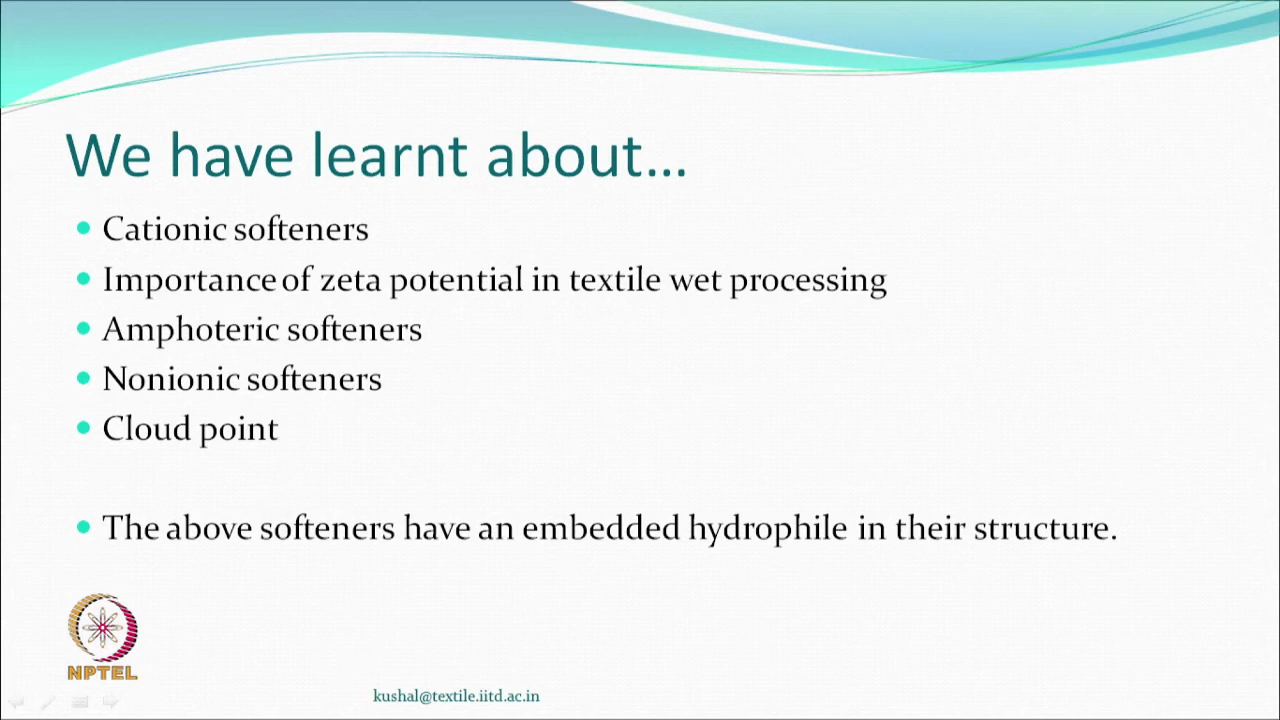 We have learnt about...
Cationic softeners
Importance of zeta potential in textile wet processing
Amphoteric softeners
Nonionic softeners
Cloud point
The above softeners have an embedded hydrophile in their structure.
NPTEL
kushal@textile.iitd.ac.in